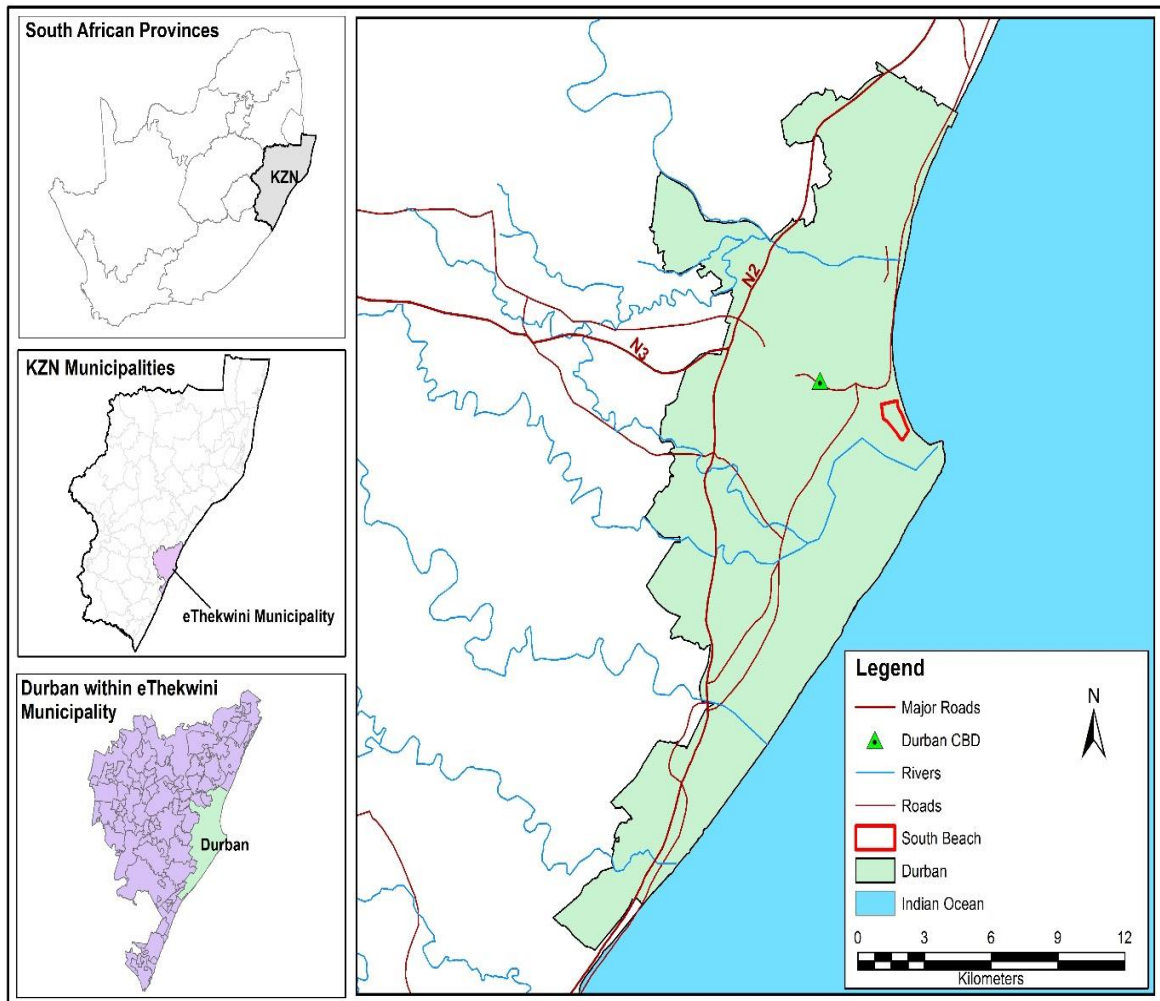 South African Provinces
KZN
KZN Municipalities
eThekwini Municipality
Durban within eThekwini
Municipality
Durban
N2
N3
Legend
Major Roads
Durban CBD
Rivers
Roads
South Beach
Durban
Indian Ocean
N
0 3 6 9 12
Kilometers